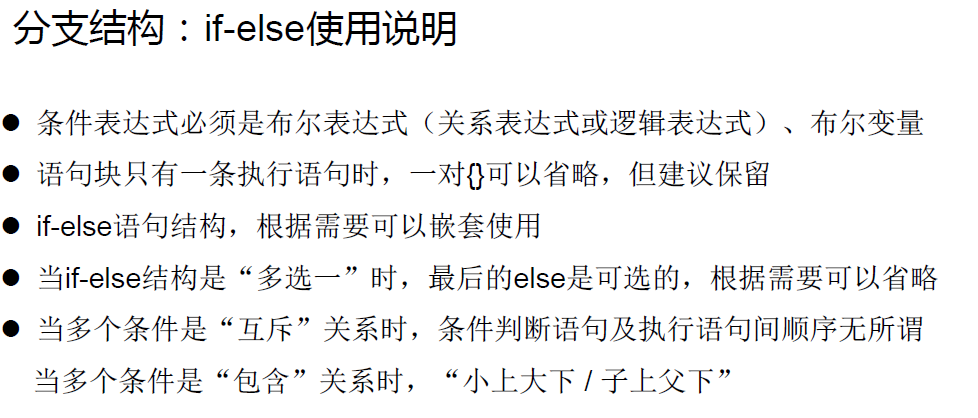 分支结构：if-else使用说明
● 条件表达式必须是布尔表达式（关系表达式或逻辑表达式）、布尔变量
● 语句块只有一条执行语句时，一对{}可以省略，但建议保留
● if-else语句结构，根据需要可以嵌套使用
● 当if-else结构是“多选一”时，最后的else是可选的，根据需要可以省略
● 当多个条件是“互斥”关系时，条件判断语句及执行语句间顺序无所谓
当多个条件是“包含”关系时，“小上大下 / 子上父下”